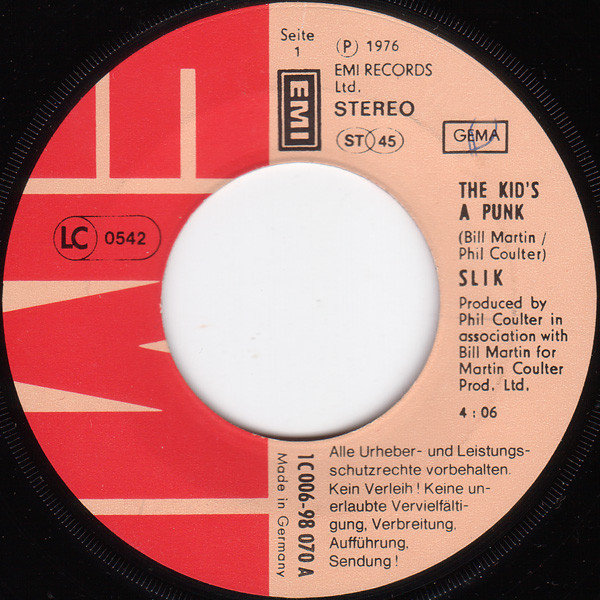 Seite
1
℗ 1976
EMI RECORDS
Ltd.
STEREO
EMI
ST 45
GEMA
LC 0542
THE KID'S
A PUNK
(Bill Martin /
Phil Coulter)
SLIK
Produced by
Phil Coulter in
association with
Bill Martin for
Martin Coulter
Prod. Ltd.
4 : 06
Alle Urheber- und Leistungs-
schutzrechte vorbehalten.
Kein Verleih! Keine un-
erlaubte Vervielfälti-
gung, Verbreitung,
Aufführung,
Sendung!
1C 006-98 070 A
Made in Germany
EMI